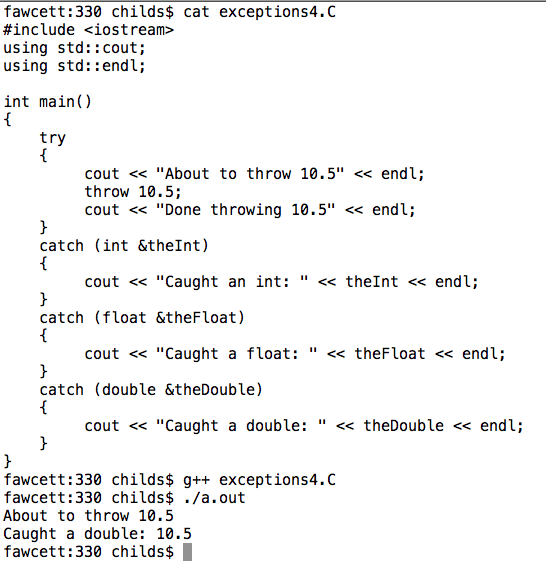 fawcett:330 childs$ cat exceptions4.C
#include <iostream>
using std::cout;
using std::endl;

int main()
{
    try
    {
         cout << "About to throw 10.5" << endl;
         throw 10.5;
         cout << "Done throwing 10.5" << endl;
    }
    catch (int &theInt)
    {
         cout << "Caught an int: " << theInt << endl;
    }
    catch (float &theFloat)
    {
         cout << "Caught a float: " << theFloat << endl;
    }
    catch (double &theDouble)
    {
         cout << "Caught a double: " << theDouble << endl;
    }
}
fawcett:330 childs$ g++ exceptions4.C
fawcett:330 childs$ ./a.out
About to throw 10.5
Caught a double: 10.5
fawcett:330 childs$